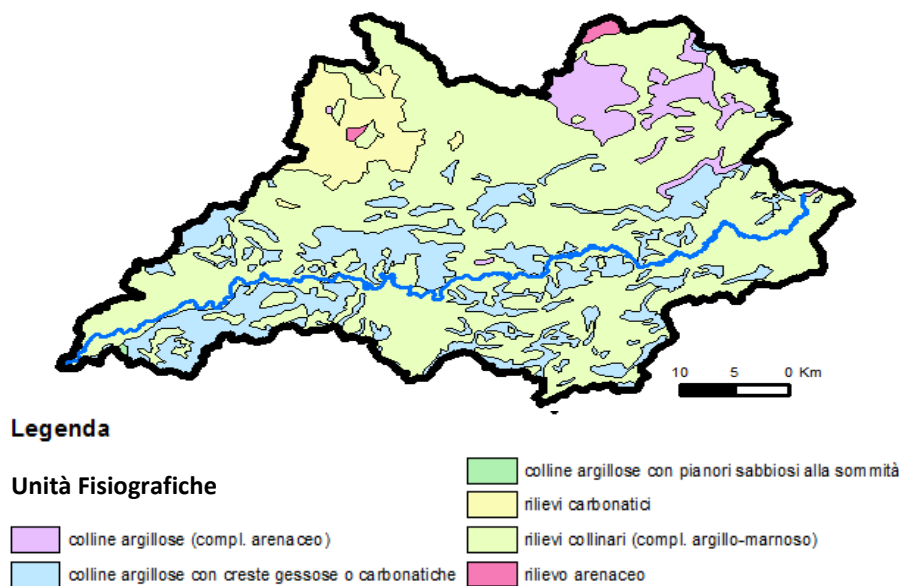 10 5 0 Km
Legenda
Unità Fisiografiche
colline argillose (compl. arenaceo)
colline argillose con creste gessose o carbonatiche
colline argillose con pianori sabbiosi alla sommità
rilievi carbonatici
rilievi collinari (compl. argillo-marnoso)
rilievo arenaceo